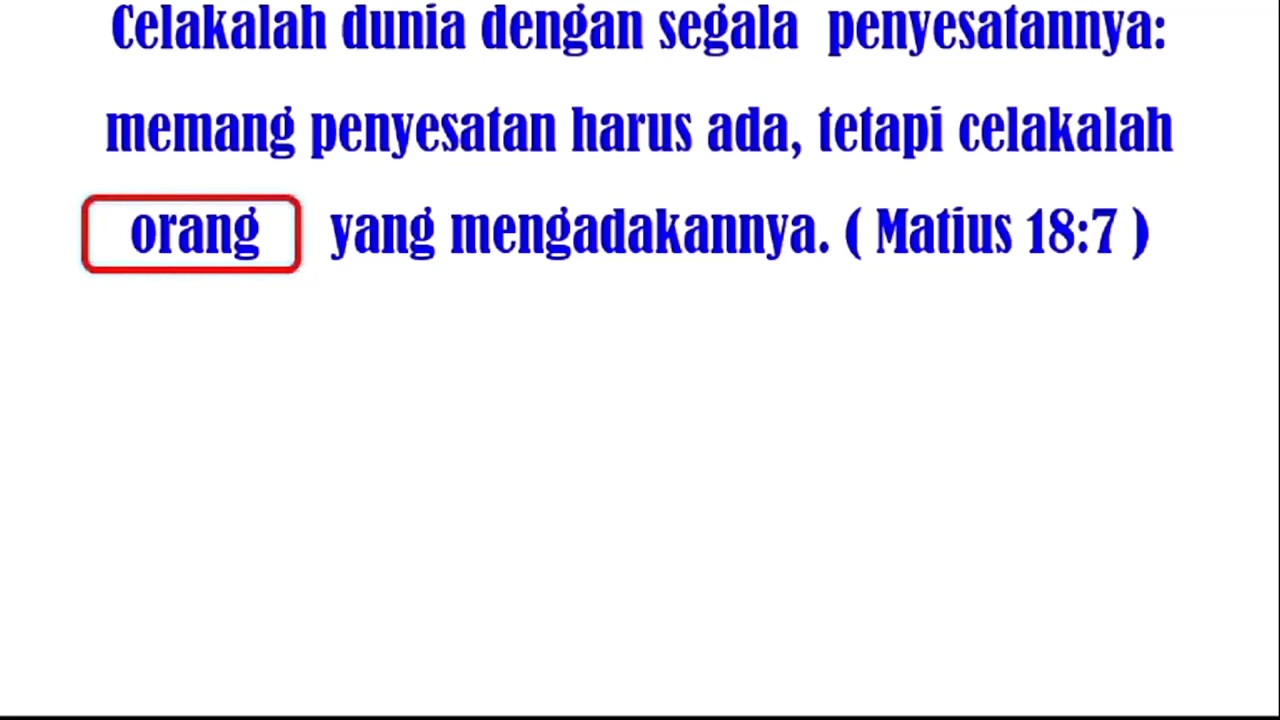 Celakalah dunia dengan segala penyesatannya:
memang penyesatan harus ada, tetapi celakalah
orang yang mengadakannya. ( Matius 18:7 )